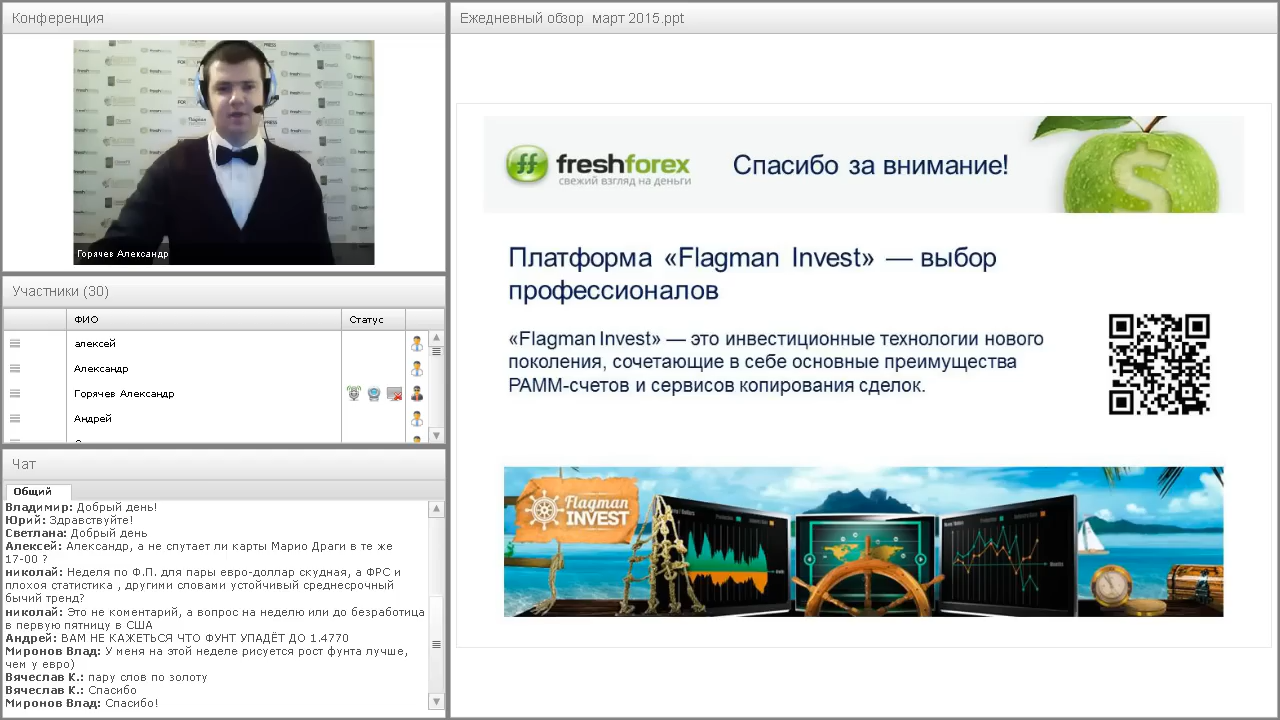 Конференция
Горячев Александр
Участники (30)
ФИО
Статус
алексей
Александр
Горячев Александр
Андрей
Чат
Общий
Владимир: Добрый день!
Юрий: Здравствуйте!
Светлана: Добрый день
Алексей: Александр, а не спутает ли карты Марио Драги в те же
17-00 ?
николай: Неделя по Ф.П. для пары евро-доллар скудная, а ФРС и
плохоя статистика , другими словами устойчивый среднесрочный
бычий тренд?
николай: Это не коментарий, а вопрос на неделю или до безработица
в первую пятницу в США
Андрей: ВАМ НЕ КАЖЕТЬСЯ ЧТО ФУНТ УПАДЁТ ДО 1.4770
Миронов Влад: У меня на этой неделе рисуется рост фунта лучше,
чем у евро)
Вячеслав К.: пару слов по золоту
Вячеслав К.: Спасибо
Миронов Влад: Спасибо!
Ежедневный обзор март 2015.ppt
freshforex
свежий взгляд на деньги
Спасибо за внимание!
Платформа «Flagman Invest» — выбор
профессионалов
«Flagman Invest» — это инвестиционные технологии нового
поколения, сочетающие в себе основные преимущества
РАММ-счетов и сервисов копирования сделок.
Flagman
INVEST